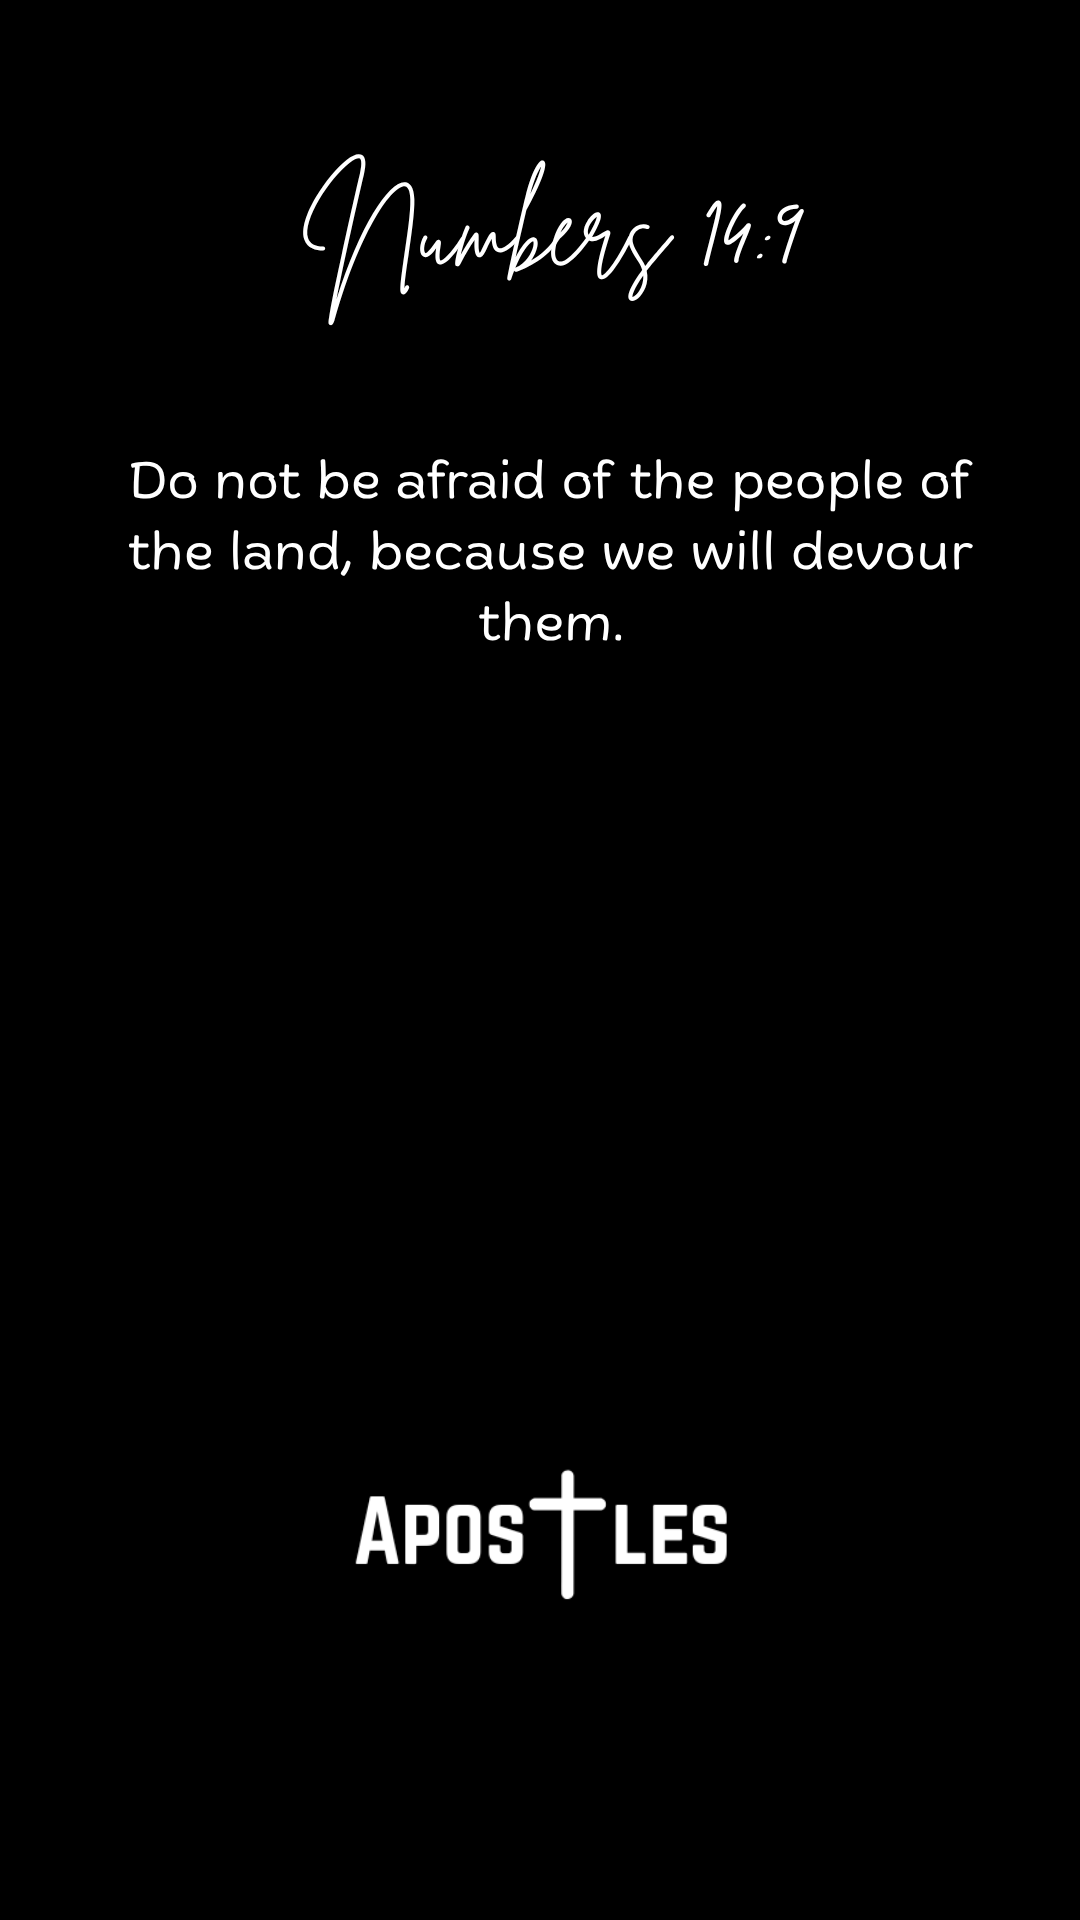 Numbers 14:9
Do not be afraid of the people of
the land, because we will devour
them.
APOSTLES